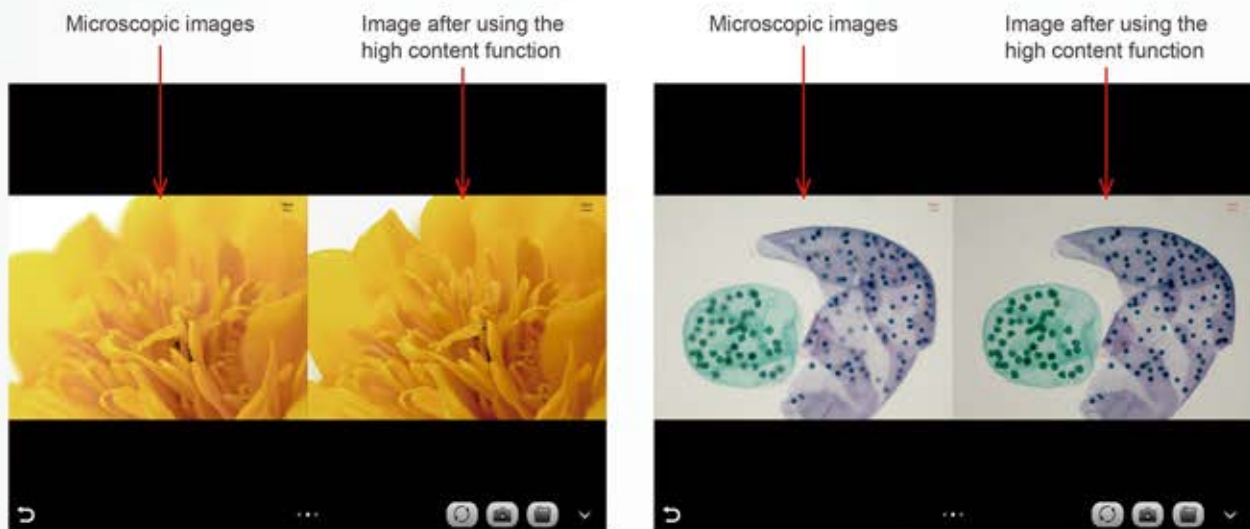 Microscopic images
Image after using the
high content function
Microscopic images
Image after using the
high content function